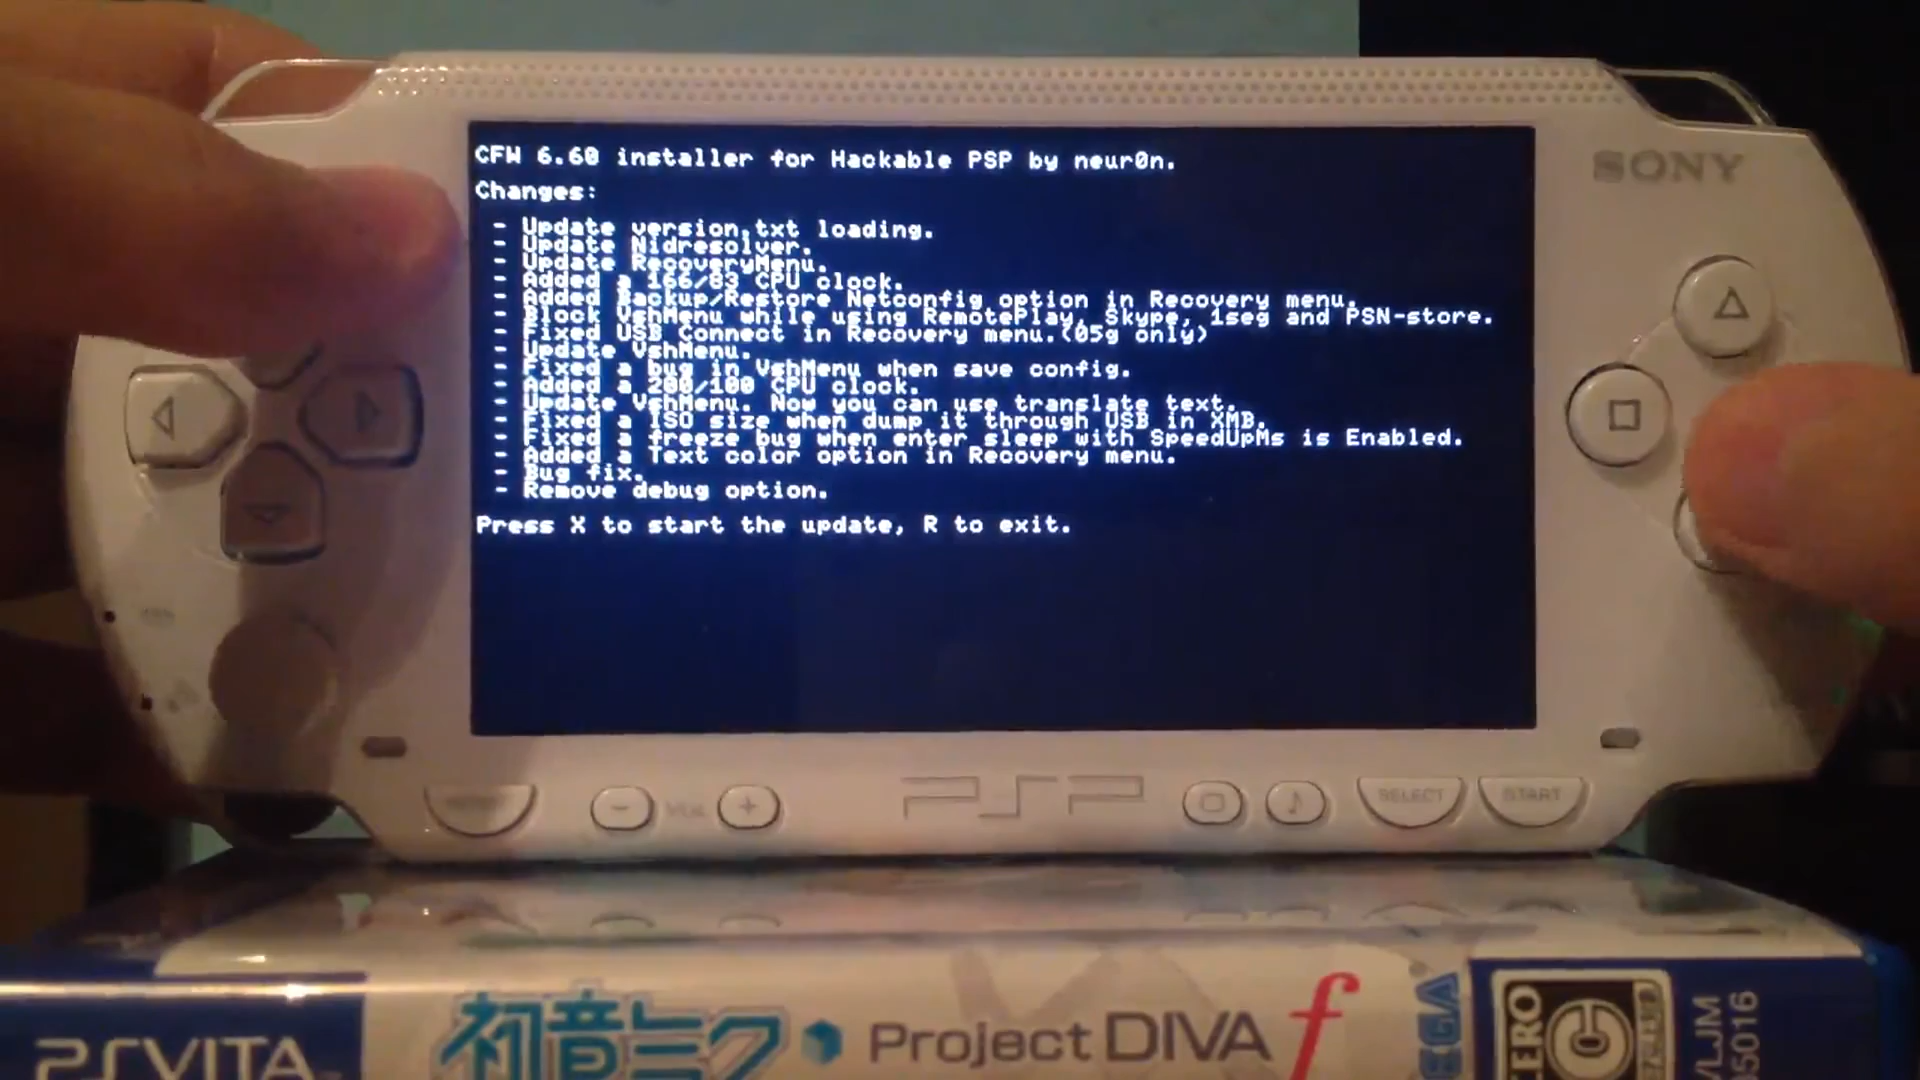 SONY
CFW 6.60 installer for Hackable PSP by neur0n.
Changes:
- Update version.txt loading.
- Update Nidresolver.
- Update RecoveryMenu.
- Added a 166/83 CPU clock.
- Added Backup/Restore Netconfig option in Recovery menu.
- Block VshMenu while using RemotePlay, Skype, 1seg and PSN-store.
- Fixed USB Connect in Recovery menu.(05g only)
- Update VshMenu.
- Fixed a bug in VshMenu when save config.
- Added a 200/100 CPU clock.
- Update VshMenu. Now you can use translate text.
- Fixed a ISO size when dump it through USB in XMB.
- Fixed a freeze bug when enter sleep with SpeedUpMs is Enabled.
- Added a Text color option in Recovery menu.
- Bug fix.
- Remove debug option.
Press X to start the update, R to exit.
- VOL +
PSP
SELECT
START
PSVITA
初音ミク Project DIVA f
SEGA
ZERO
C
VLJM
35016